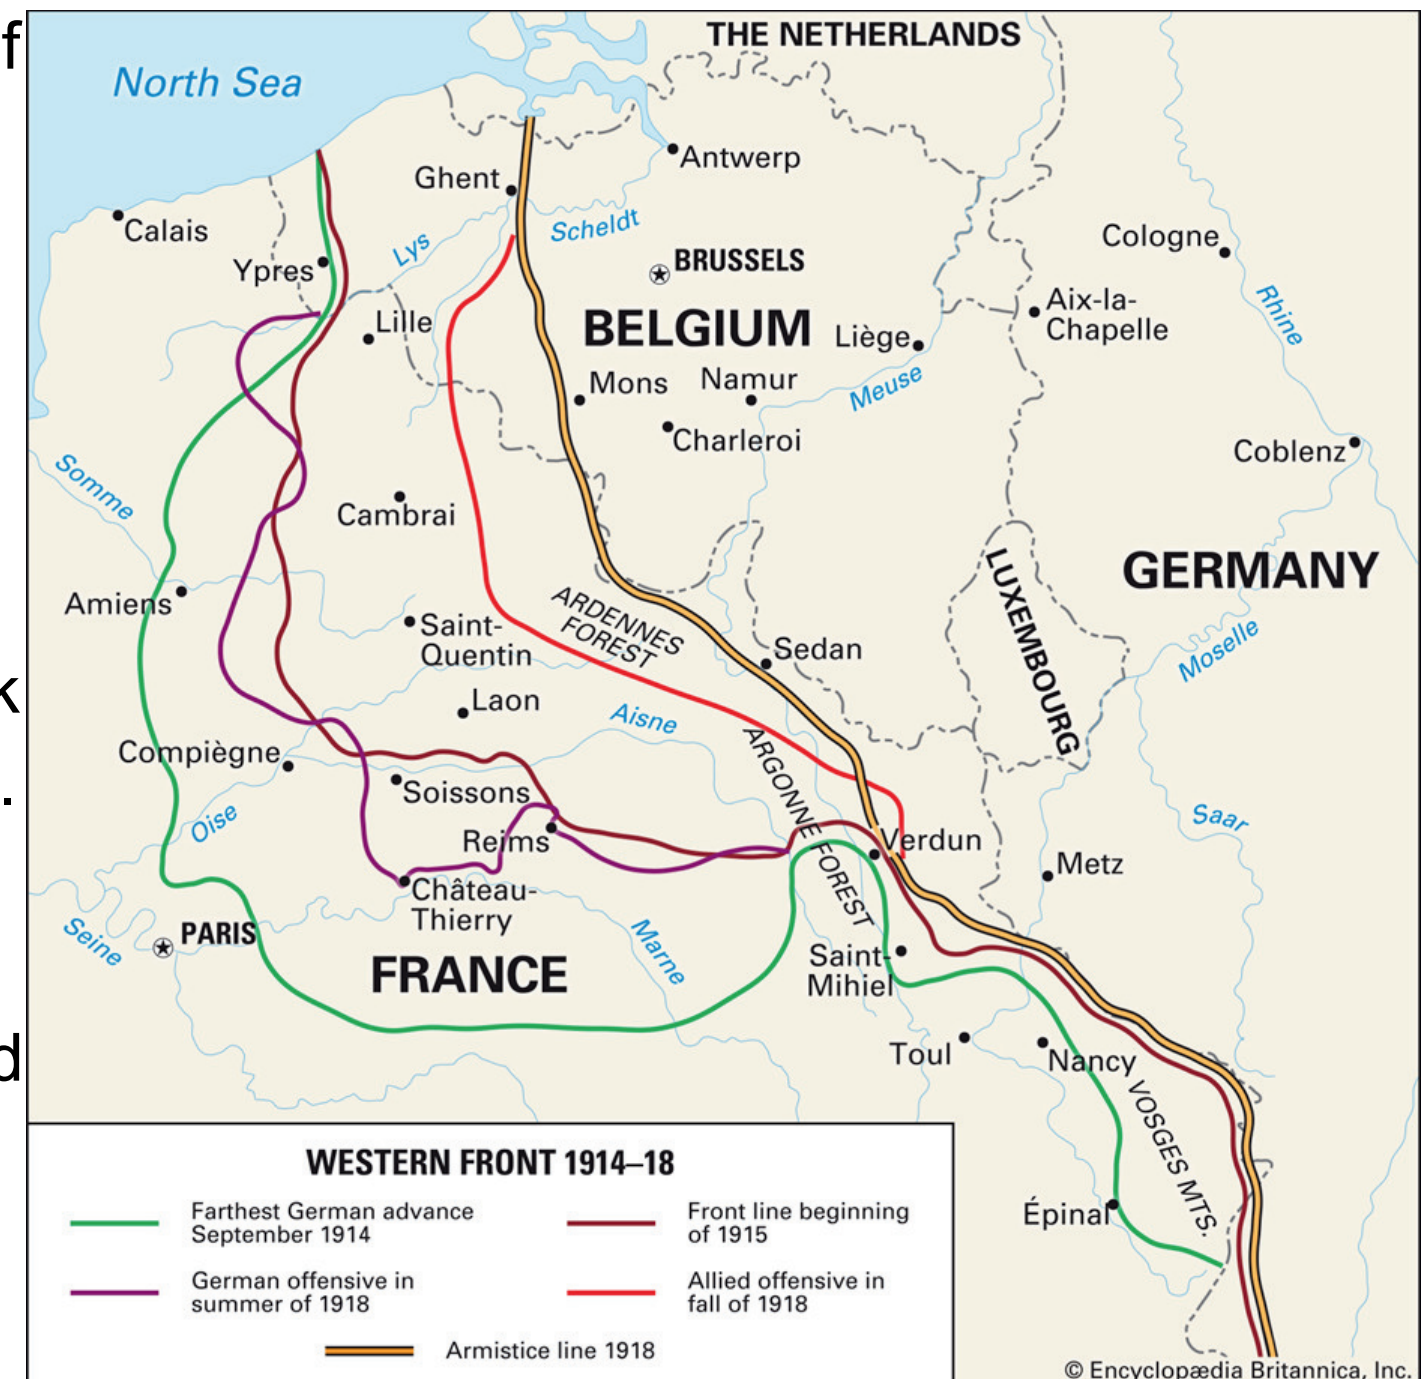 f
k
.
d
THE NETHERLANDS
North Sea
Antwerp
Ghent
Scheldt
Calais
Lys
Cologne
BRUSSELS
Ypres
Aix-la-
Chapelle
Rhine
Lille
BELGIUM
Liège
Mons
Namur
Meuse
Charleroi
Coblenz
Somme
Cambrai
GERMANY
LUXEMBOURG
Amiens
ARDENNES
FOREST
Saint-
Quentin
Sedan
Moselle
Laon
Aisne
Compiègne
ARGONNE FOREST
Soissons
Oise
Reims
Verdun
Saar
Metz
Château-
Thierry
PARIS
Seine
Marne
FRANCE
Saint-
Mihiel
Toul
Nancy
VOSGES MTS.
Épinal
WESTERN FRONT 1914–18
Farthest German advance
September 1914
Front line beginning
of 1915
German offensive in
summer of 1918
Allied offensive in
fall of 1918
Armistice line 1918
© Encyclopædia Britannica, Inc.